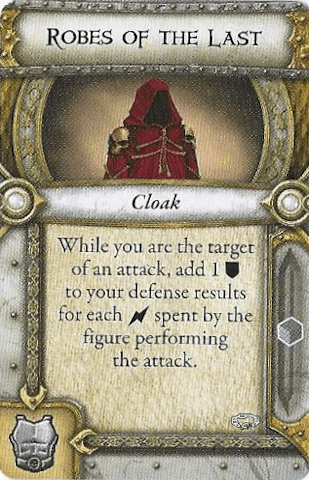 Robes of the Last
Cloak
While you are the target
of an attack, add 1
to your defense results
for each spent by the
figure performing
the attack.